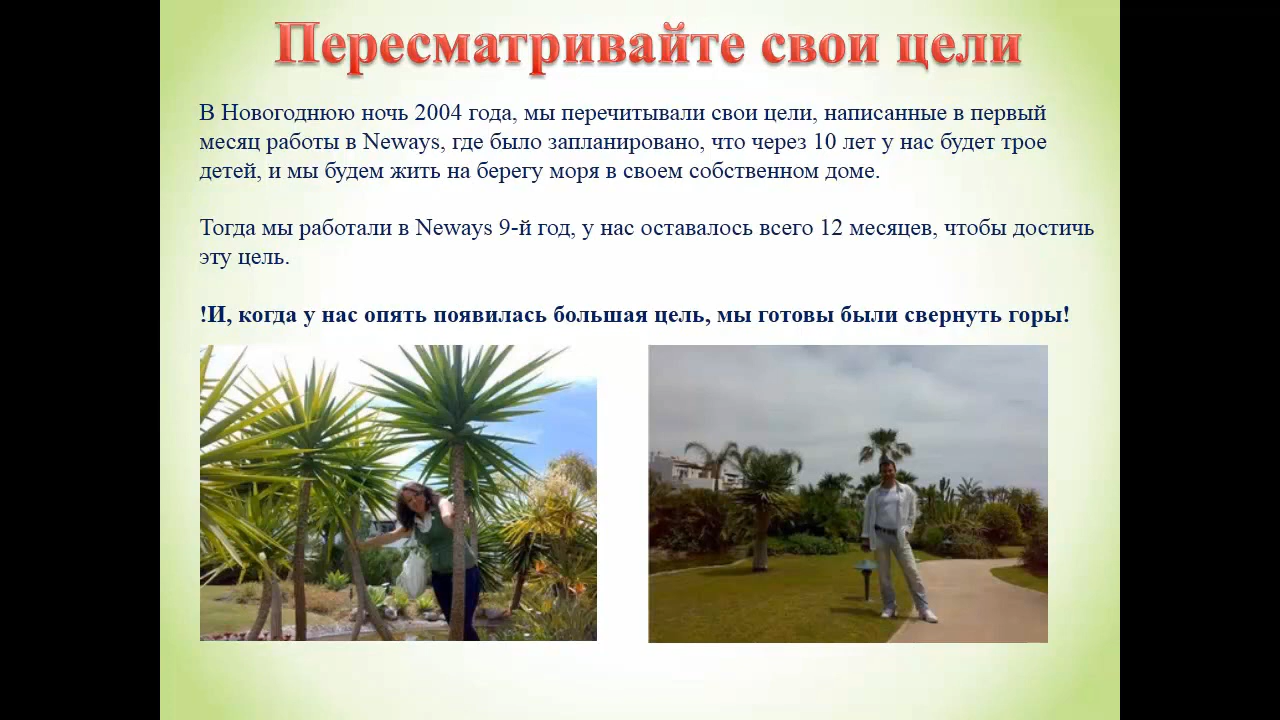 Пересматривайте свои цели
В Новогоднюю ночь 2004 года, мы перечитывали свои цели, написанные в первый
месяц работы в Neways, где было запланировано, что через 10 лет у нас будет трое
детей, и мы будем жить на берегу моря в своем собственном доме.
Тогда мы работали в Neways 9-й год, у нас оставалось всего 12 месяцев, чтобы достичь
эту цель.
!И, когда у нас опять появилась большая цель, мы готовы были свернуть горы!